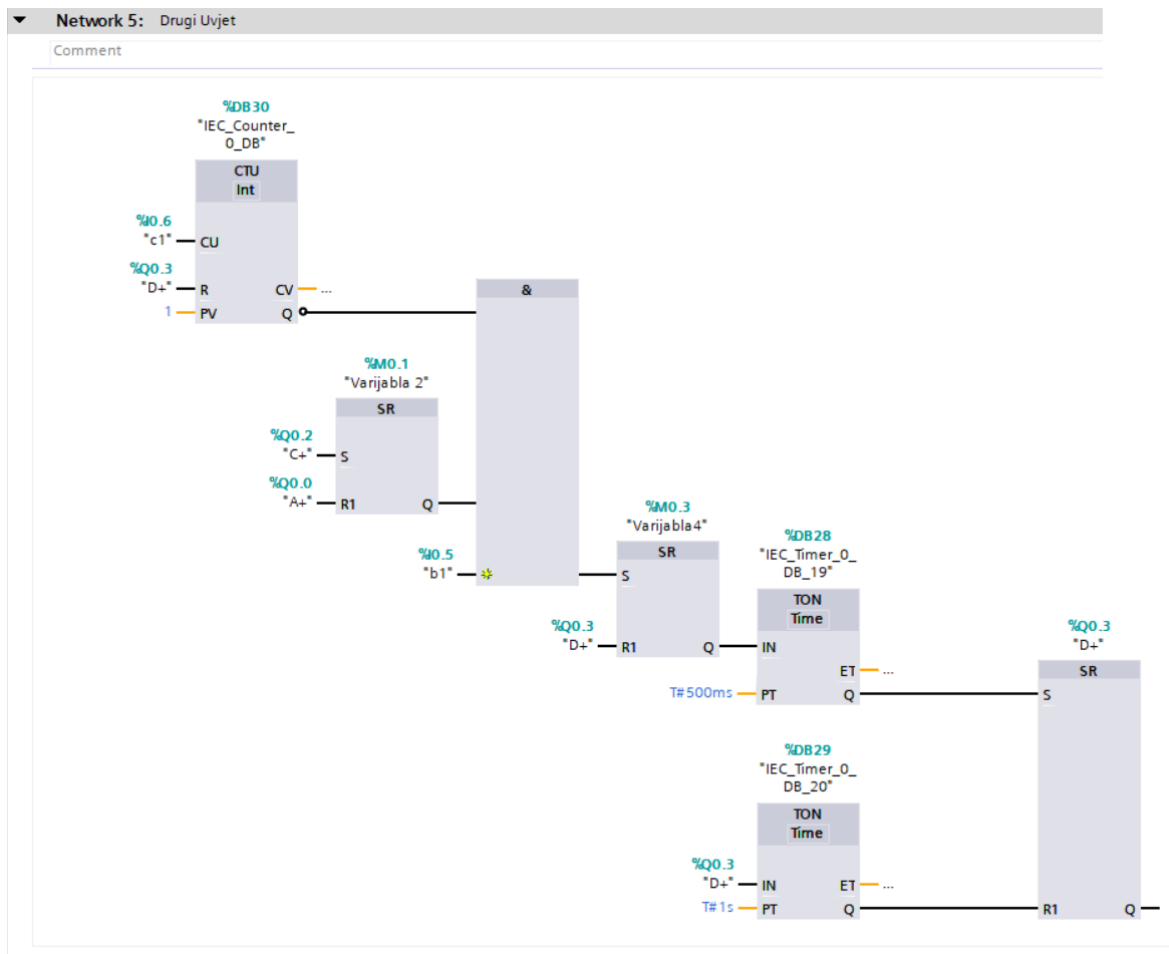 Network 5: Drugi Uvjet
Comment
%DB30
"IEC_Counter_
0_DB"
CTU
Int
%I0.6
"c1"
CU
%Q0.3
"D+"
R
CV
...
1
PV
Q
&
%M0.1
"Varijabla 2"
SR
%Q0.2
"C+"
S
%Q0.0
"A+"
R1
Q
%I0.5
"b1"
%M0.3
"Varijabla4"
SR
S
%Q0.3
"D+"
R1
Q
%DB28
"IEC_Timer_0_
DB_19"
TON
Time
IN
ET
...
T#500ms
PT
Q
%DB29
"IEC_Timer_0_
DB_20"
TON
Time
%Q0.3
"D+"
IN
ET
...
T#1s
PT
Q
%Q0.3
"D+"
SR
S
R1
Q